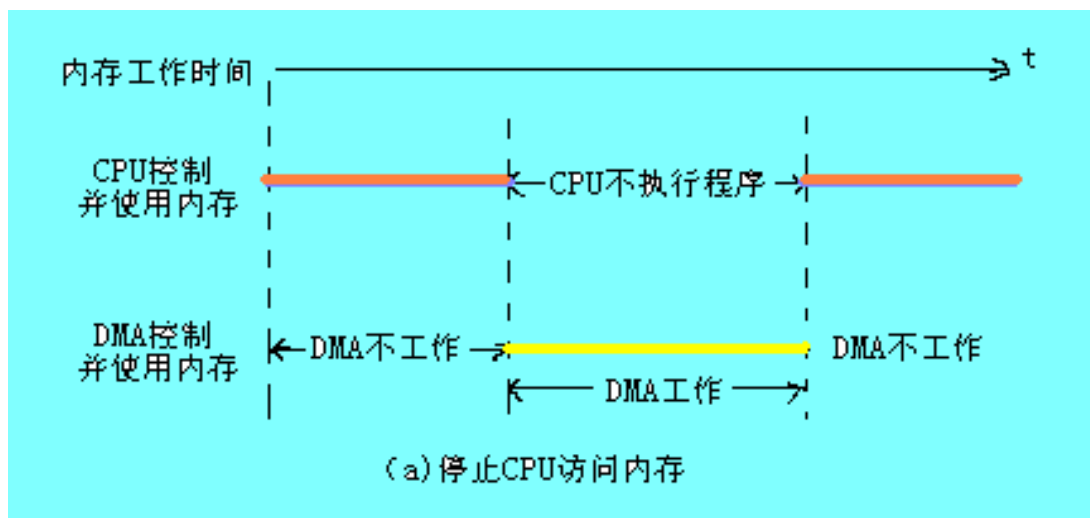 内存工作时间
t
CPU控制
并使用内存
CPU不执行程序
DMA控制
并使用内存
DMA不工作
DMA不工作
DMA工作
(a)停止CPU访问内存